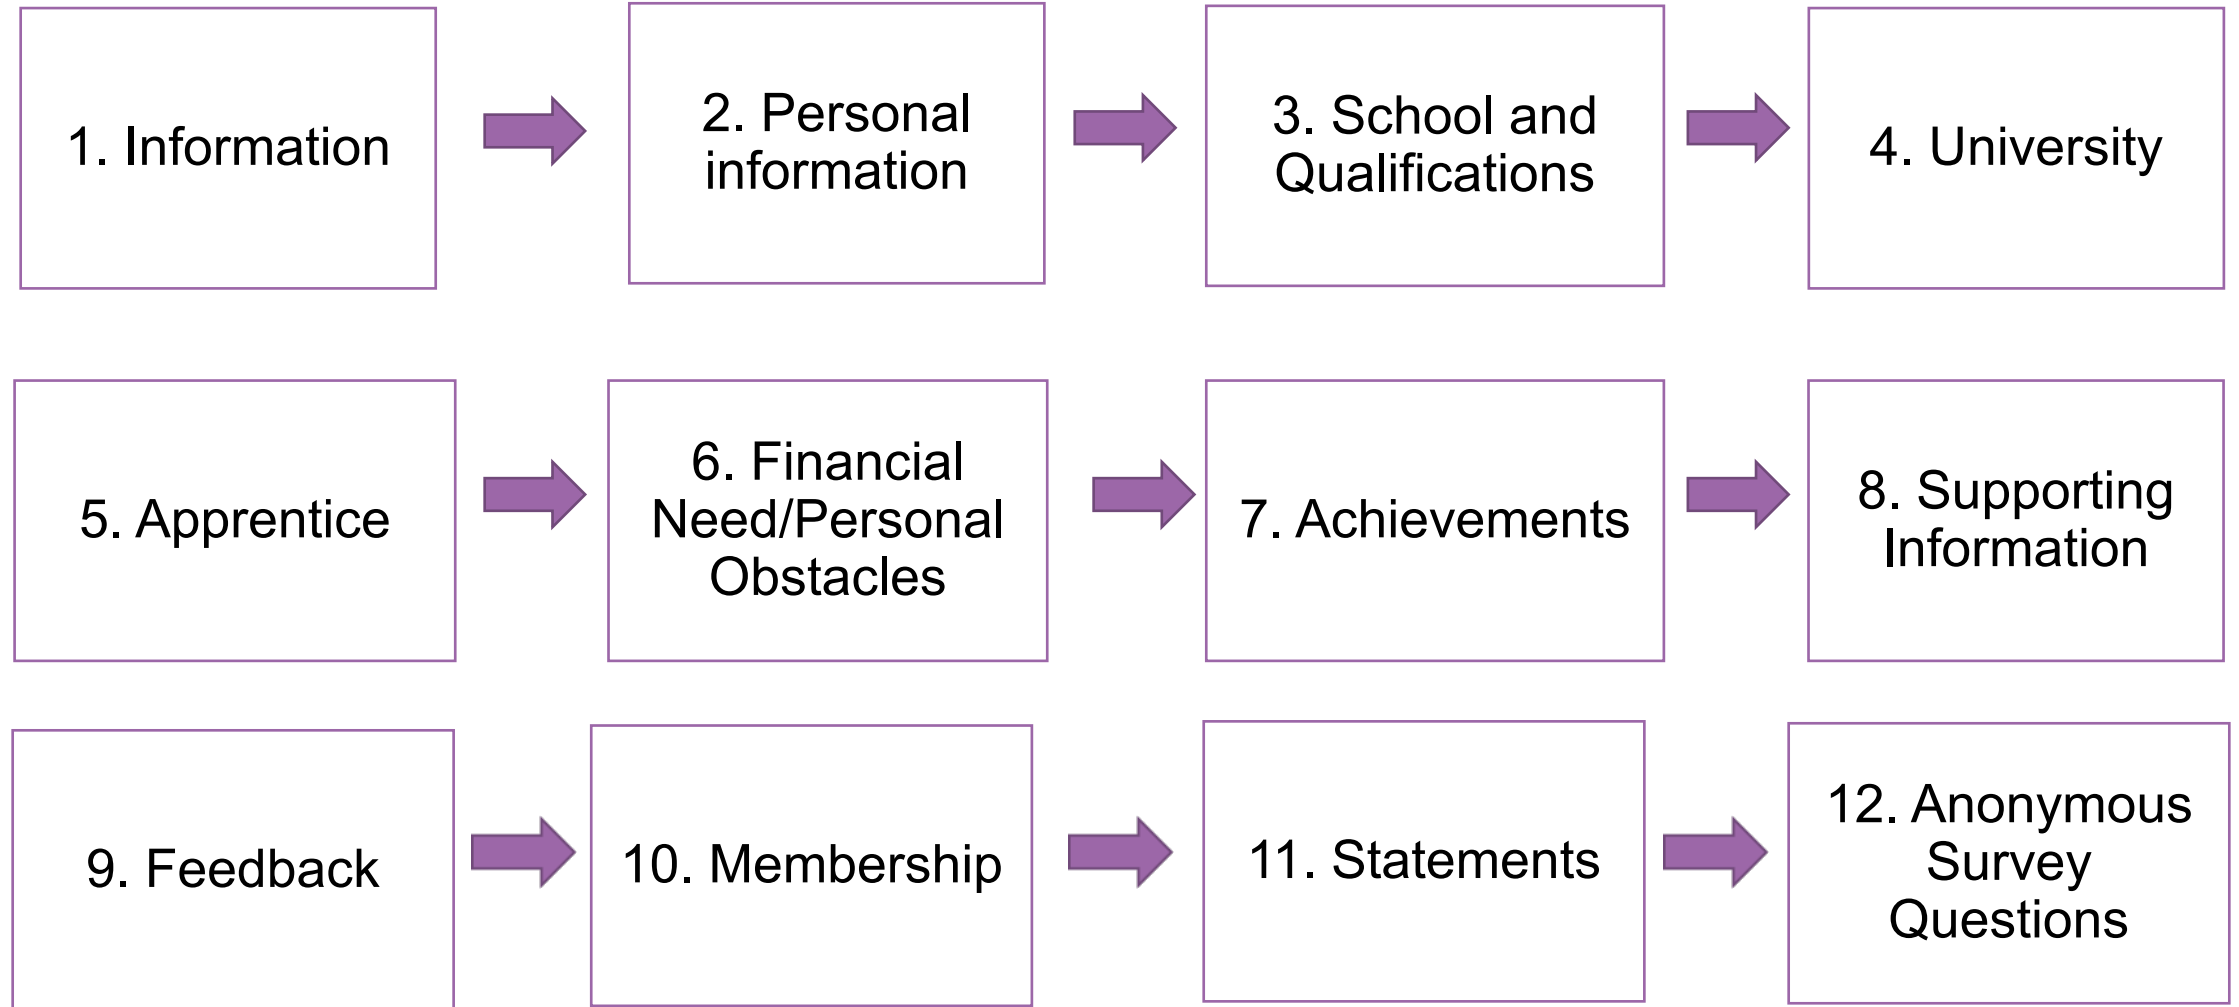 1. Information
2. Personal
information
3. School and
Qualifications
4. University
5. Apprentice
6. Financial
Need/Personal
Obstacles
7. Achievements
8. Supporting
Information
9. Feedback
10. Membership
11. Statements
12. Anonymous
Survey
Questions